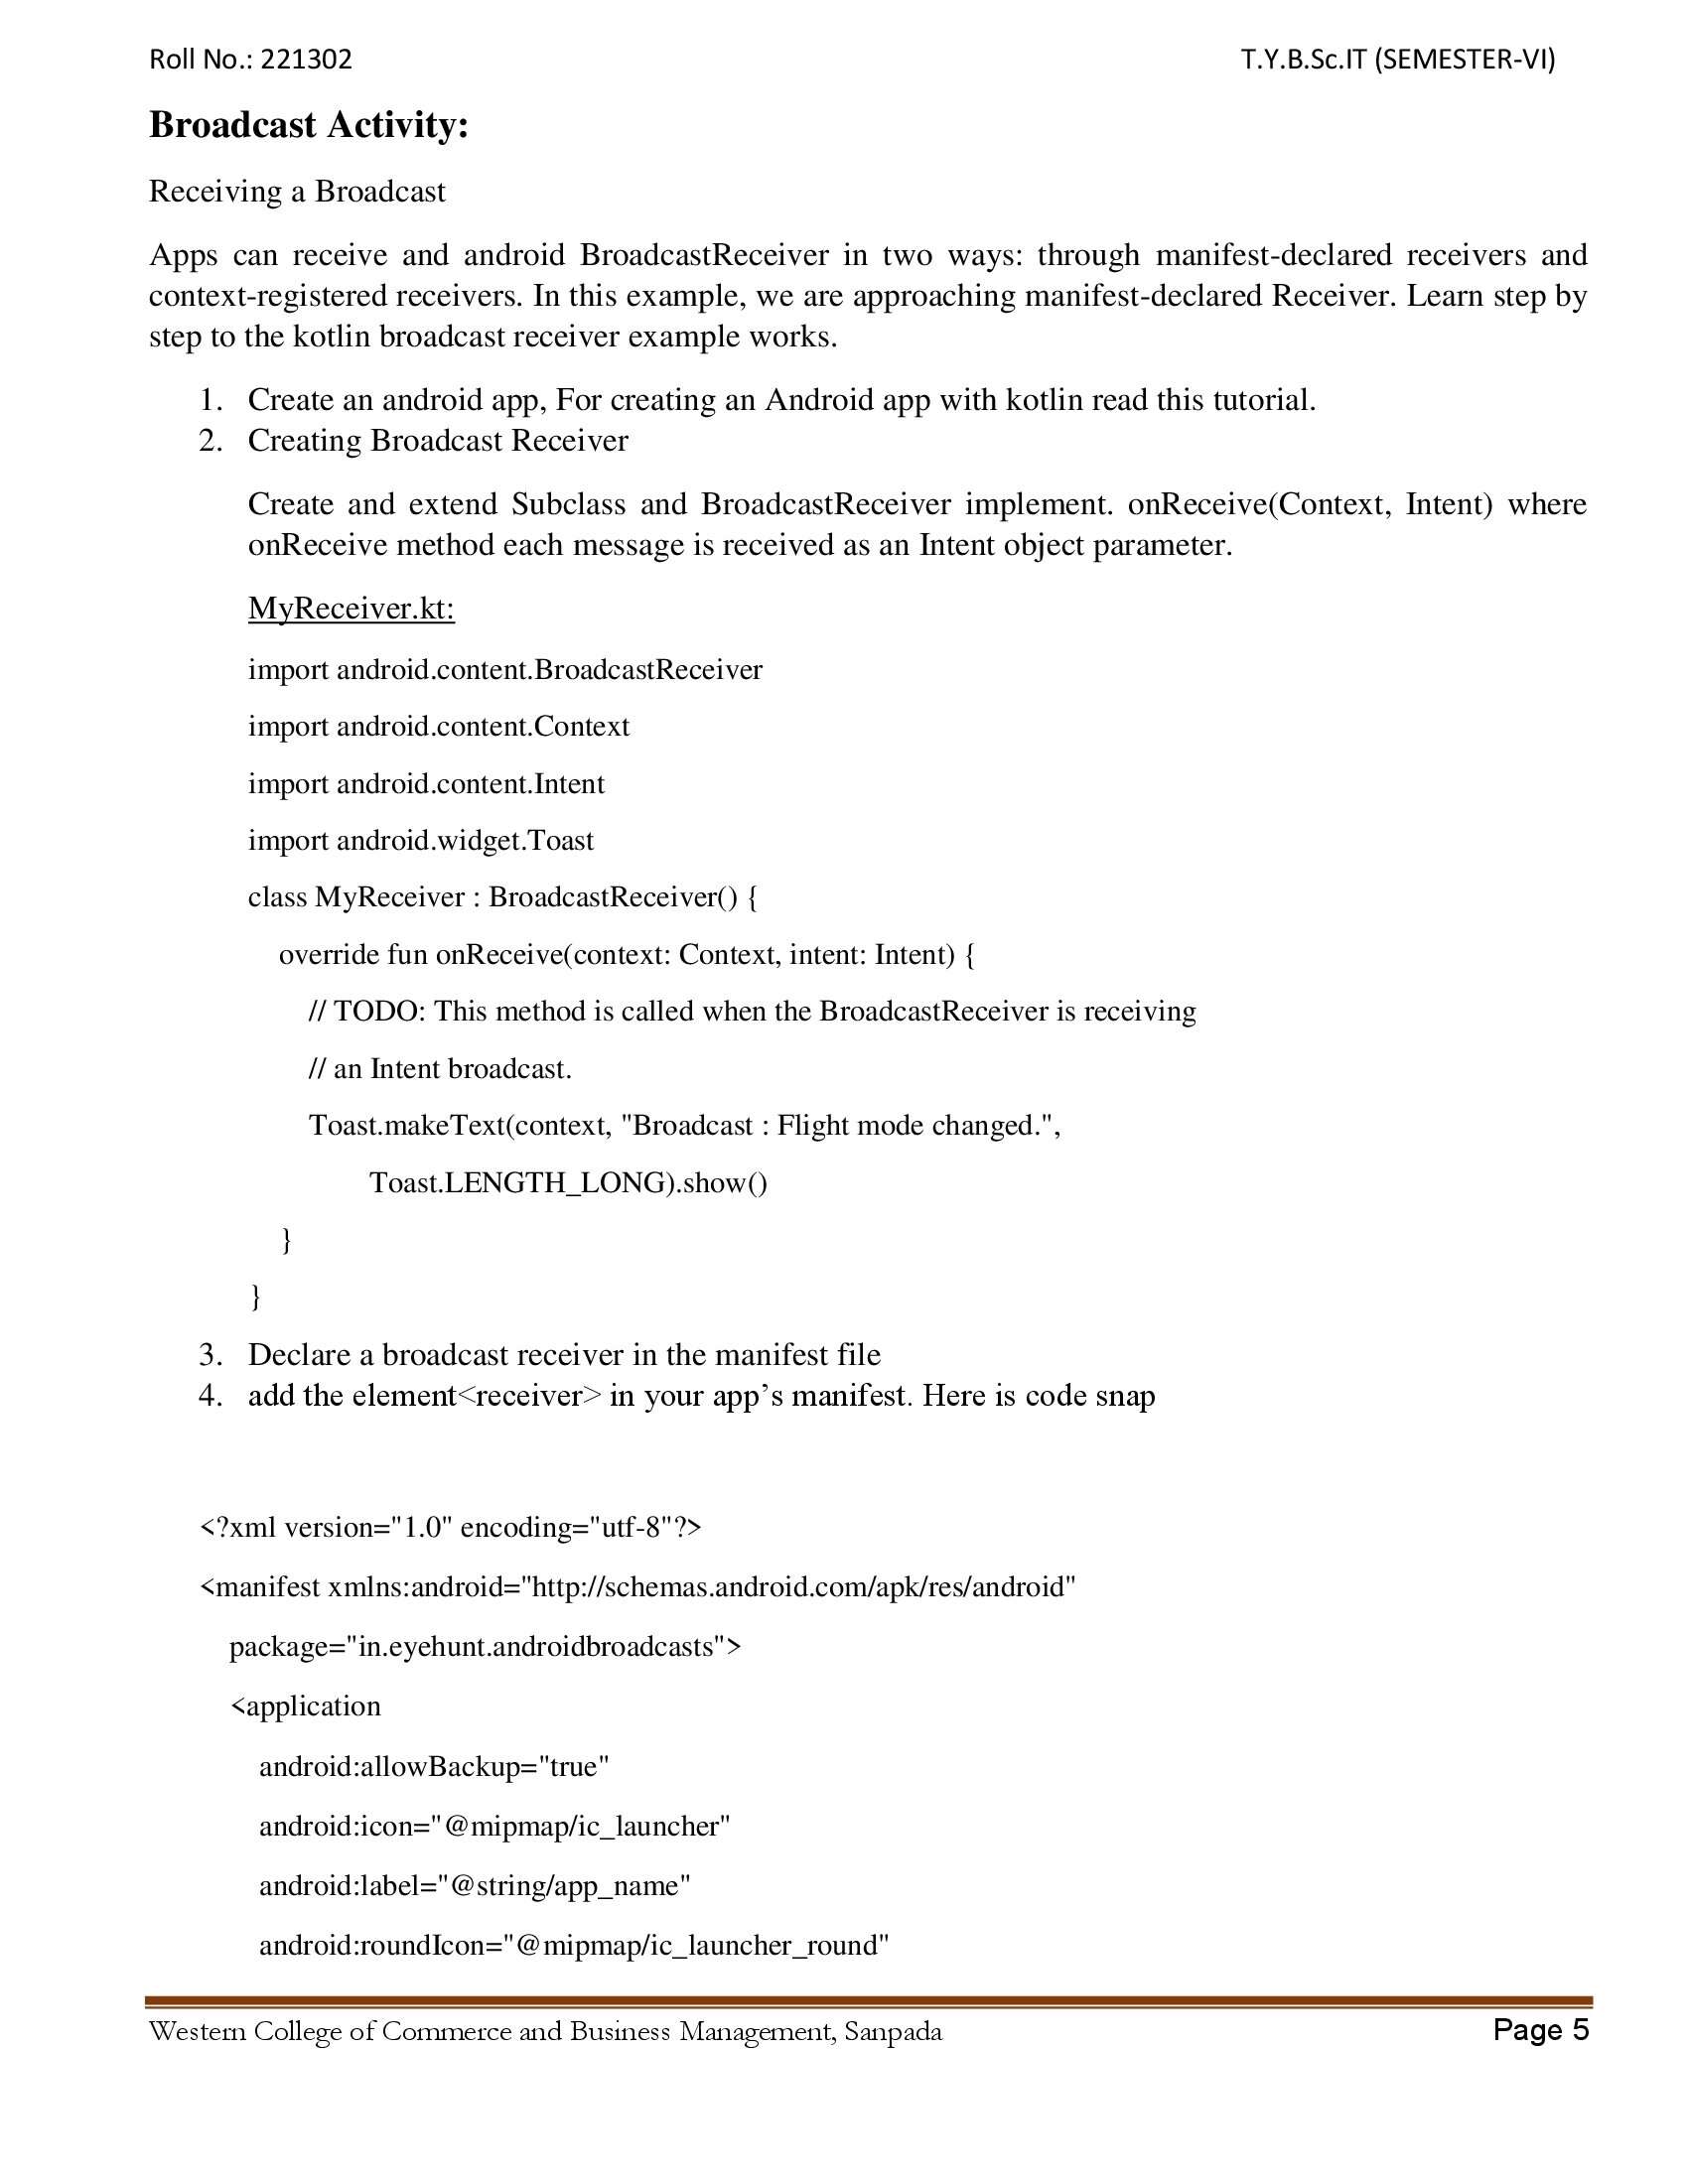 Roll No.: 221302 T.Y.B.Sc.IT (SEMESTER-VI)
Broadcast Activity:
Receiving a Broadcast
Apps can receive and android BroadcastReceiver in two ways: through manifest-declared receivers and
context-registered receivers. In this example, we are approaching manifest-declared Receiver. Learn step by
step to the kotlin broadcast receiver example works.
1. Create an android app, For creating an Android app with kotlin read this tutorial.
2. Creating Broadcast Receiver
Create and extend Subclass and BroadcastReceiver implement. onReceive(Context, Intent) where
onReceive method each message is received as an Intent object parameter.
MyReceiver.kt:
import android.content.BroadcastReceiver
import android.content.Context
import android.content.Intent
import android.widget.Toast
class MyReceiver : BroadcastReceiver() {
override fun onReceive(context: Context, intent: Intent) {
// TODO: This method is called when the BroadcastReceiver is receiving
// an Intent broadcast.
Toast.makeText(context, "Broadcast : Flight mode changed.",
Toast.LENGTH_LONG).show()
}
}
3. Declare a broadcast receiver in the manifest file
4. add the element<receiver> in your app’s manifest. Here is code snap
<?xml version="1.0" encoding="utf-8"?>
<manifest xmlns:android="http://schemas.android.com/apk/res/android"
package="in.eyehunt.androidbroadcasts">
<application
android:allowBackup="true"
android:icon="@mipmap/ic_launcher"
android:label="@string/app_name"
android:roundIcon="@mipmap/ic_launcher_round"
Western College of Commerce and Business Management, Sanpada Page 5